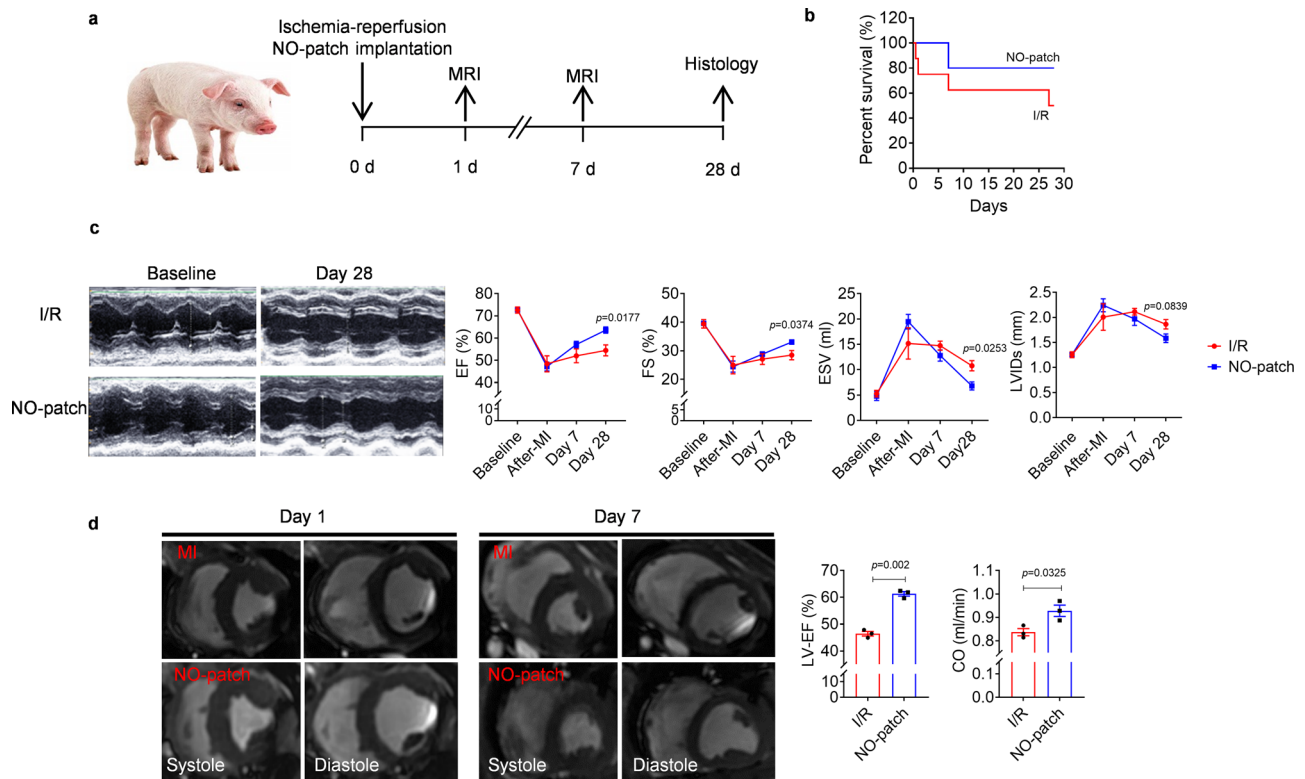 a
Ischemia-reperfusion
NO-patch implantation
MRI
MRI
Histology
0 d
1 d
7 d
28 d
b
Percent survival (%)
120
100
80
60
40
20
0
NO-patch
I/R
0
5
10
15
20
25
30
Days
c
Baseline
Day 28
I/R
NO-patch
EF (%)
80
70
60
50
40
10
0
p=0.0177
Baseline
After-MI
Day 7
Day 28
FS (%)
50
40
30
20
5
0
p=0.0374
Baseline
After-MI
Day 7
Day 28
ESV (ml)
25
20
15
10
5
0
p=0.0253
Baseline
After-MI
Day 7
Day28
LVIDs (mm)
2.5
2.0
1.5
1.0
0.5
0.0
p=0.0839
Baseline
After-MI
Day 7
Day 28
I/R
NO-patch
d
Day 1
Day 7
MI
MI
NO-patch
NO-patch
Systole
Diastole
Systole
Diastole
LV-EF (%)
70
60
50
40
10
0
p=0.002
I/R
NO-patch
CO (ml/min)
1.1
1.0
0.9
0.8
0.1
0.0
p=0.0325
I/R
NO-patch